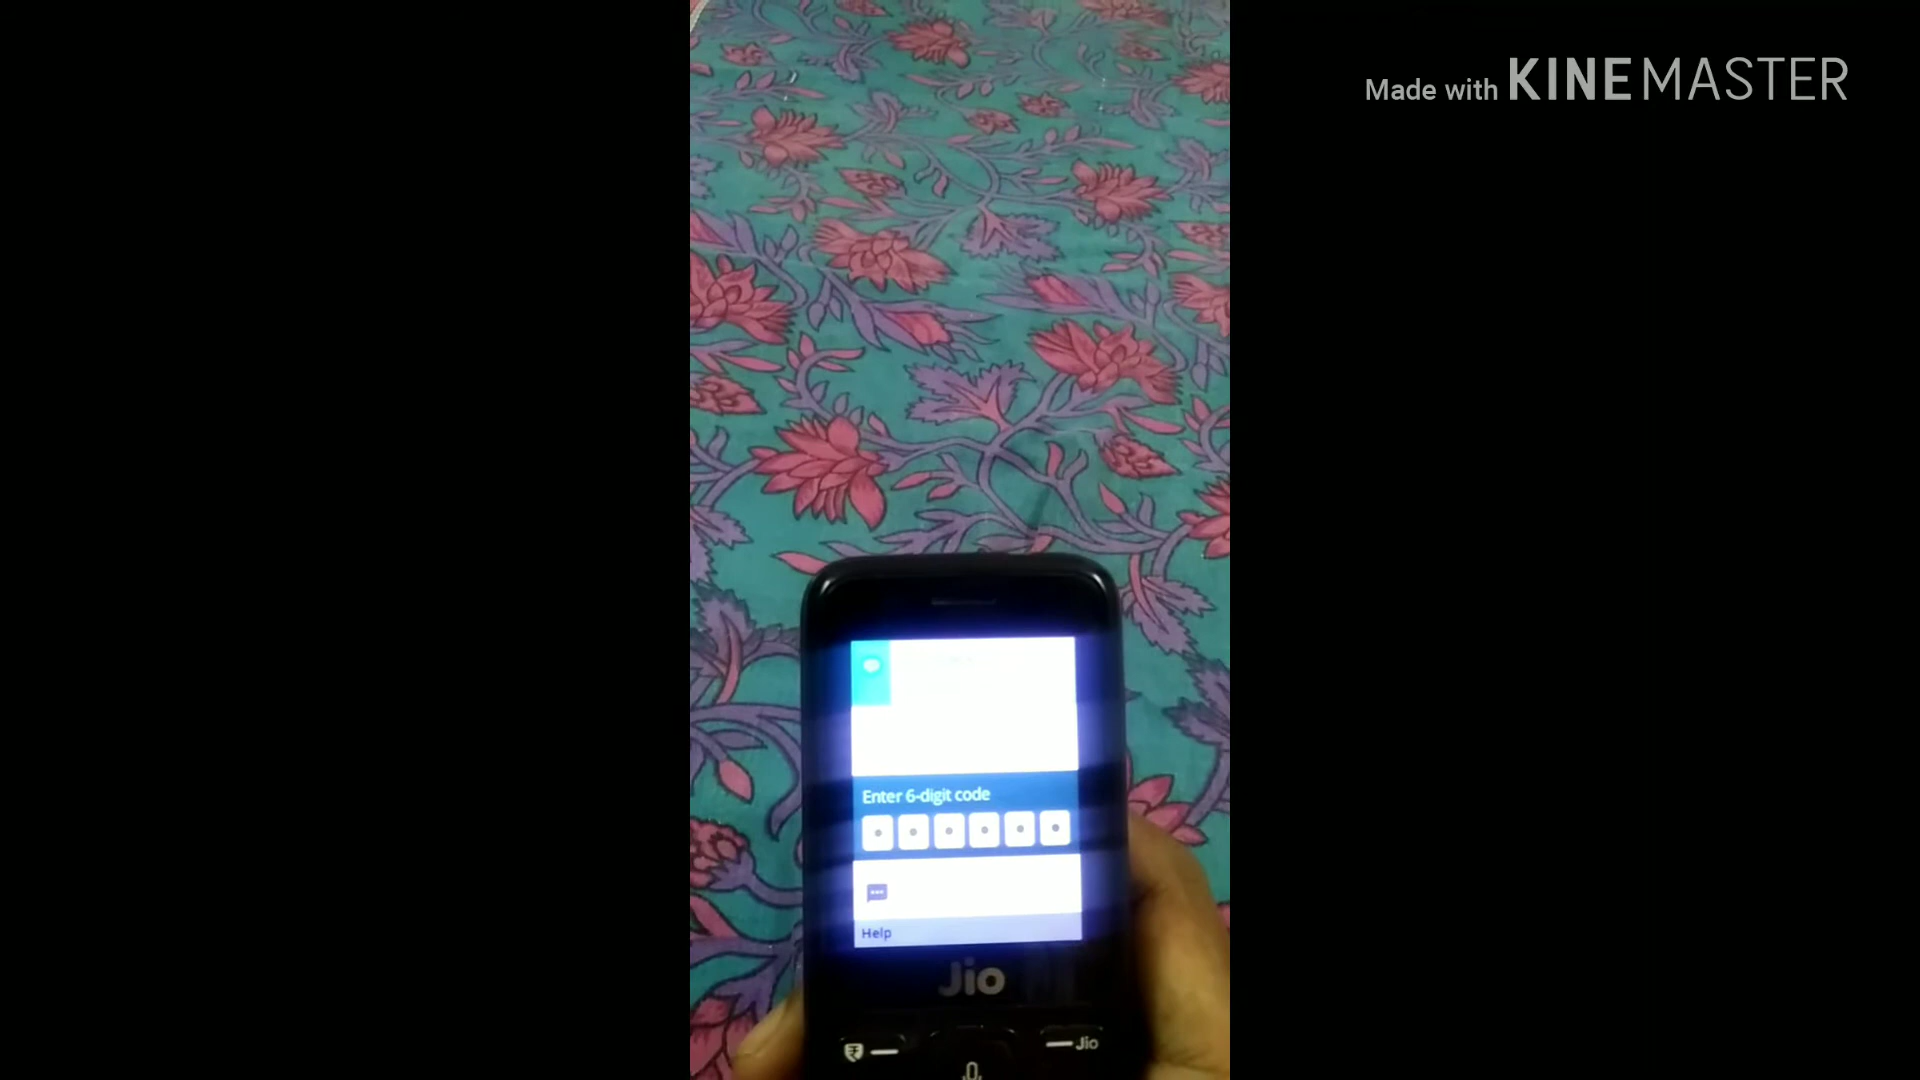 Made with KINEMASTER
Enter 6-digit code
Help
Jio
Jio